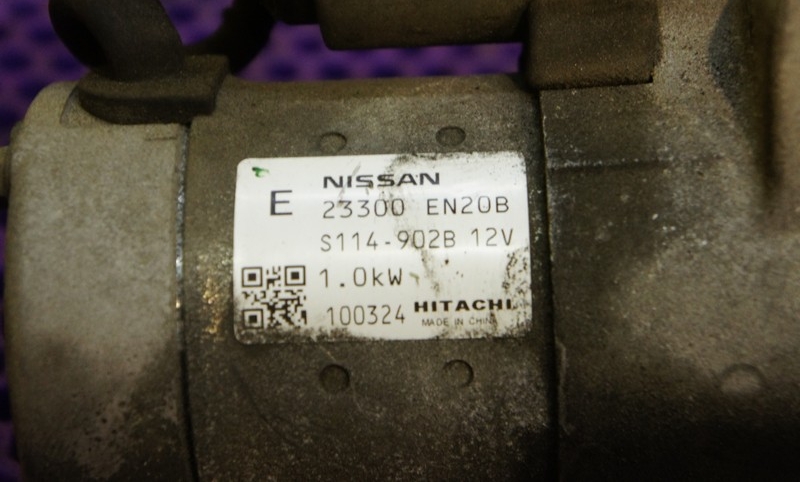 NISSAN
E 23300 EN20B
S114-902B 12V
1.0kW
100324 HITACHI
MADE IN CHINA